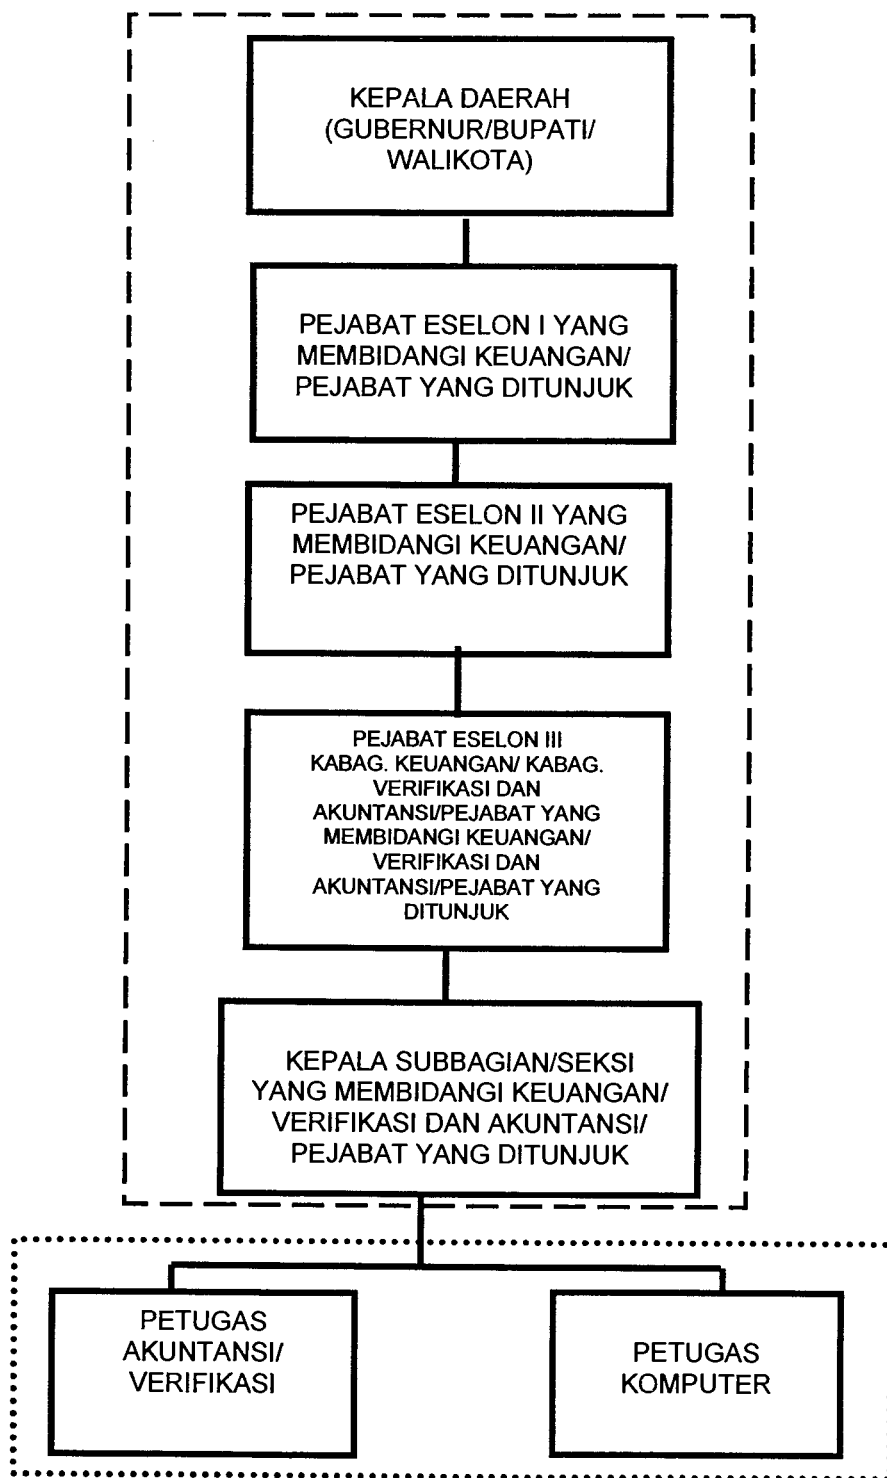 KEPALA DAERAH
(GUBERNUR/BUPATI/
WALIKOTA)
PEJABAT ESELON I YANG
MEMBIDANGI KEUANGAN/
PEJABAT YANG DITUNJUK
PEJABAT ESELON II YANG
MEMBIDANGI KEUANGAN/
PEJABAT YANG DITUNJUK
PEJABAT ESELON III
KABAG. KEUANGAN/ KABAG.
VERIFIKASI DAN
AKUNTANSI/PEJABAT YANG
MEMBIDANGI KEUANGAN/
VERIFIKASI DAN
AKUNTANSI/PEJABAT YANG
DITUNJUK
KEPALA SUBBAGIAN/SEKSI
YANG MEMBIDANGI KEUANGAN/
VERIFIKASI DAN AKUNTANSI/
PEJABAT YANG DITUNJUK
PETUGAS
AKUNTANSI/
VERIFIKASI
PETUGAS
KOMPUTER